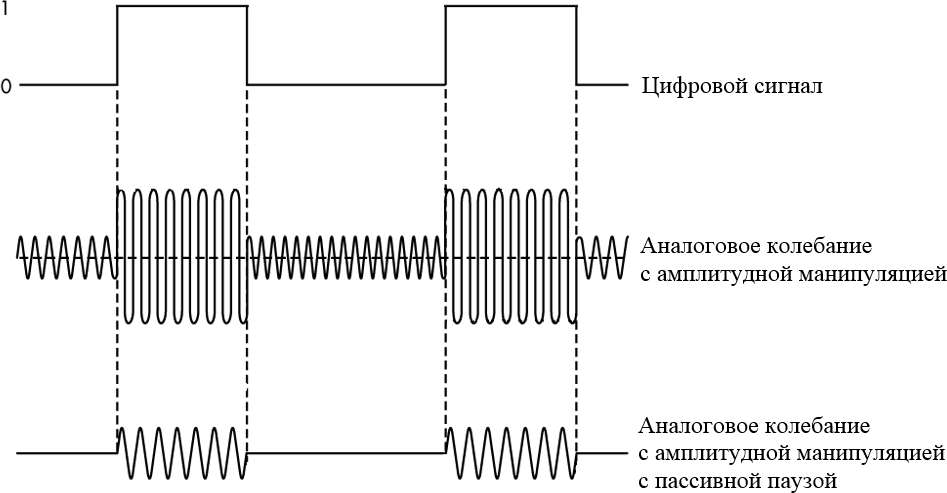 1
0
Цифровой сигнал
Аналоговое колебание
с амплитудной манипуляцией
Аналоговое колебание
с амплитудной манипуляцией
с пассивной паузой